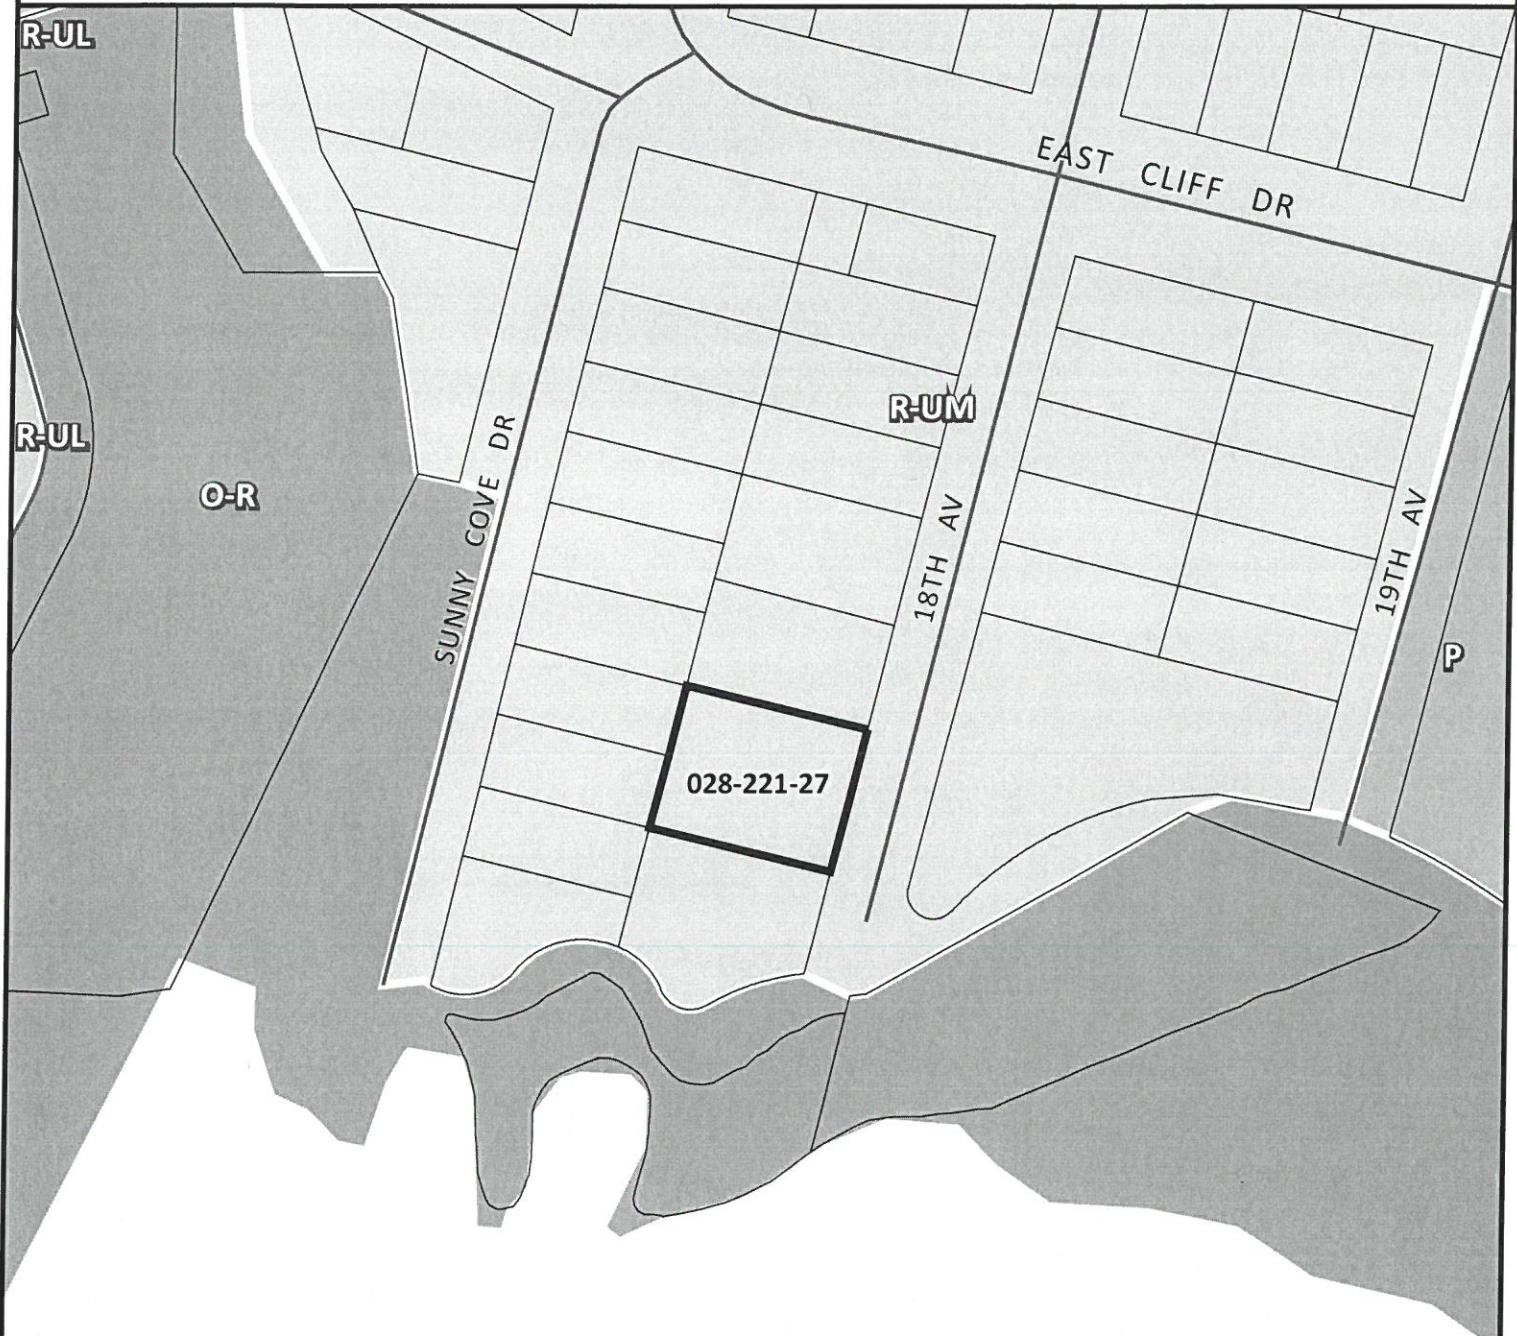 R-UL
EAST CLIFF DR
R-UM
R-UL
O-R
SUNNY COVE DR
18TH AV
19TH AV
P
028-221-27